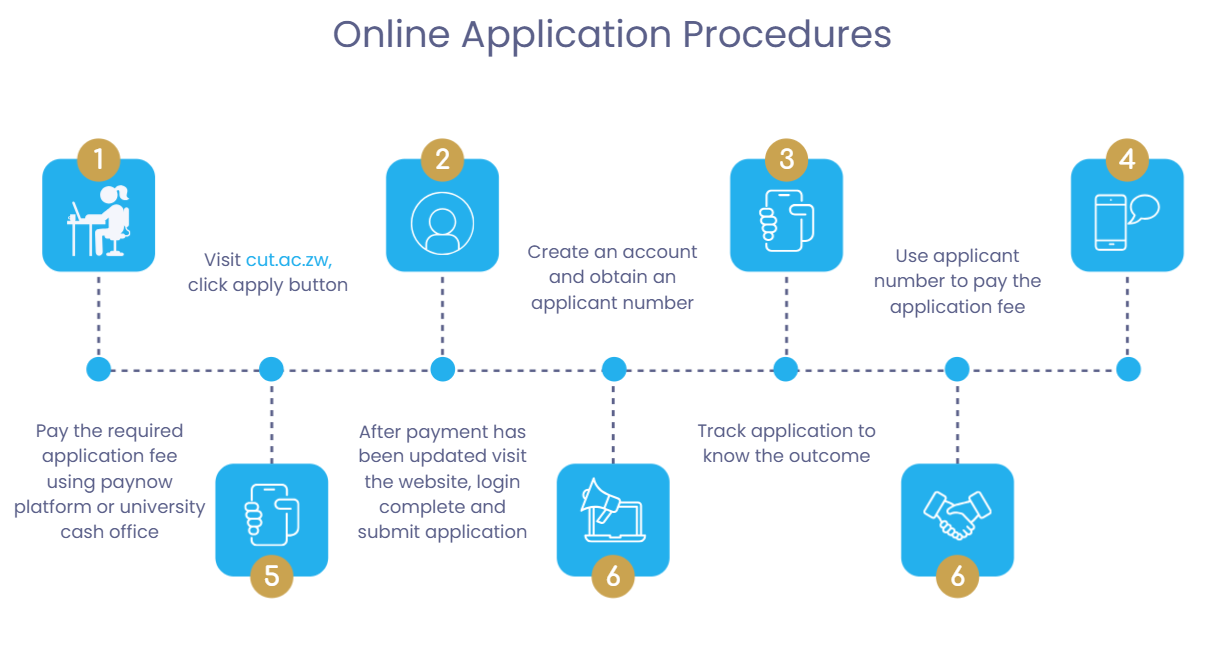 Online Application Procedures
1
2
3
4
Visit cut.ac.zw,
click apply button
Create an account
and obtain an
applicant number
Use applicant
number to pay the
application fee
Pay the required
application fee
using paynow
platform or university
cash office
After payment has
been updated visit
the website, login
complete and
submit application
Track application to
know the outcome
5
6
6